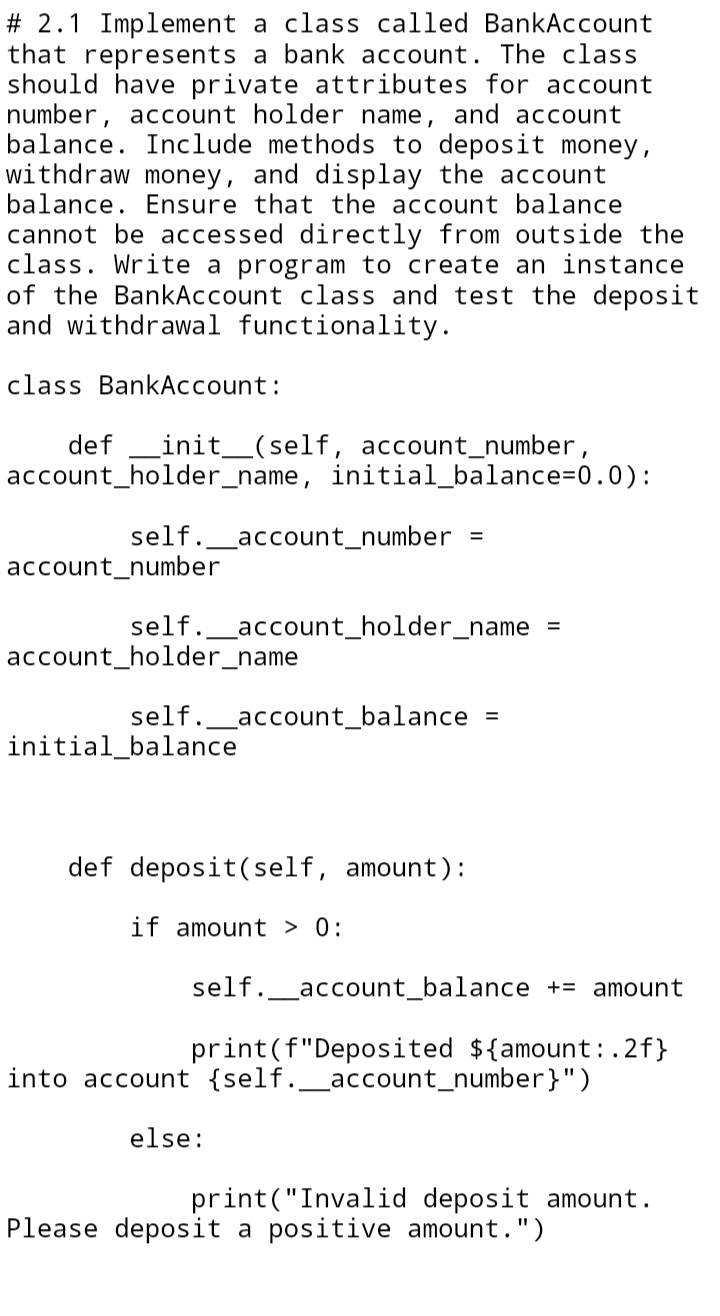 # 2.1 Implement a class called BankAccount
that represents a bank account. The class
should have private attributes for account
number, account holder name, and account
balance. Include methods to deposit money,
withdraw money, and display the account
balance. Ensure that the account balance
cannot be accessed directly from outside the
class. Write a program to create an instance
of the BankAccount class and test the deposit
and withdrawal functionality.

class BankAccount:

    def __init__(self, account_number,
account_holder_name, initial_balance=0.0):

        self.__account_number =
account_number

        self.__account_holder_name =
account_holder_name

        self.__account_balance =
initial_balance

    def deposit(self, amount):

        if amount > 0:

            self.__account_balance += amount

            print(f"Deposited ${amount:.2f}
into account {self.__account_number}")

        else:

            print("Invalid deposit amount.
Please deposit a positive amount.")